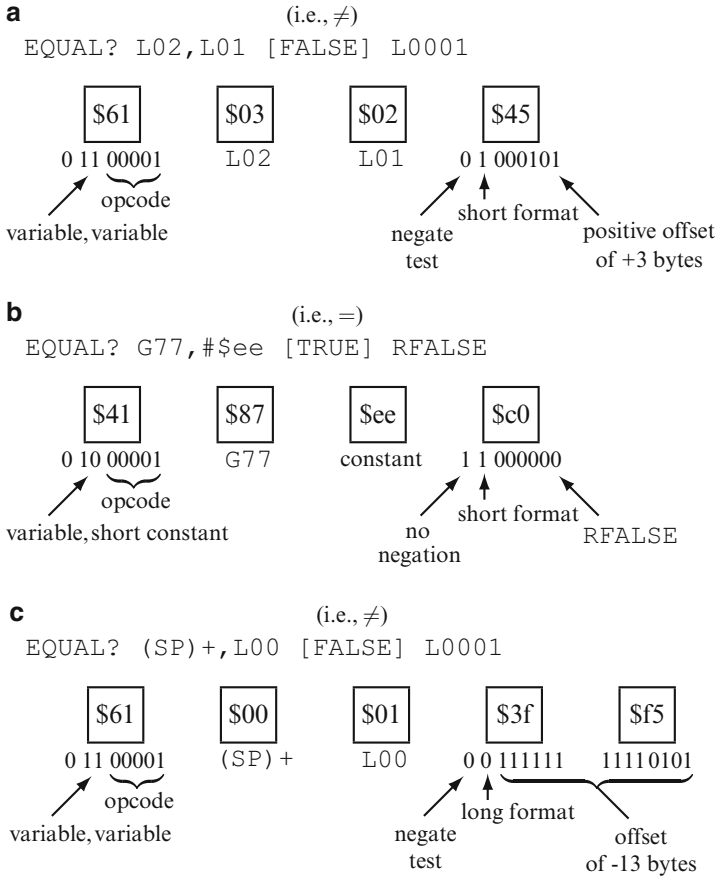 a
(i.e., ≠)
EQUAL? L02,L01 [FALSE] L0001
$61 $03 $02 $45
0 11 00001 L02 L01 0 1 000101
opcode
variable, variable
negate test
short format
positive offset of +3 bytes
b
(i.e., =)
EQUAL? G77,#$ee [TRUE] RFALSE
$41 $87 $ee $c0
0 10 00001 G77 constant 1 1 000000
opcode
variable, short constant
no negation
short format
RFALSE
c
(i.e., ≠)
EQUAL? (SP)+,L00 [FALSE] L0001
$61 $00 $01 $3f $f5
0 11 00001 (SP)+ L00 0 0 111111 11110101
opcode
variable, variable
negate test
long format
offset of -13 bytes